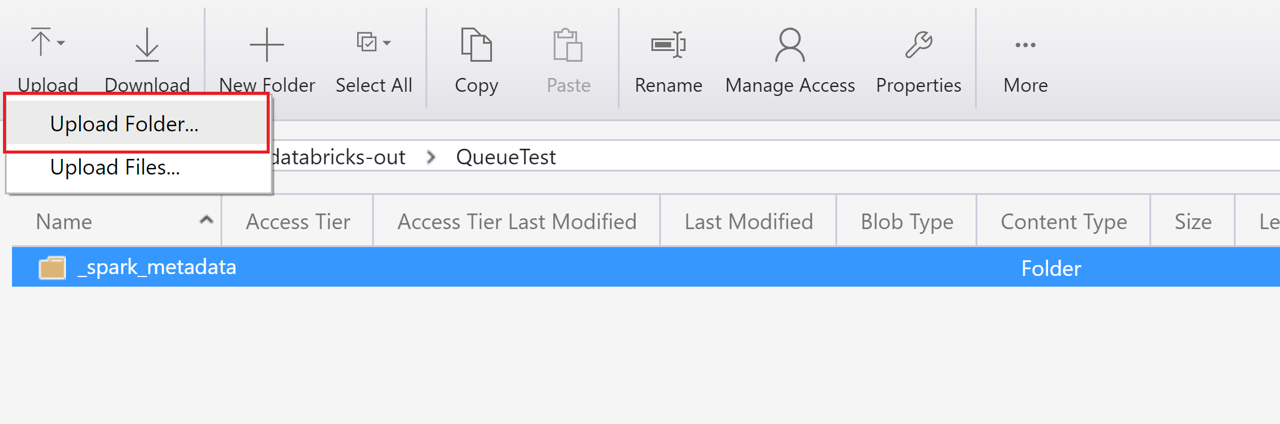 Upload Download New Folder Select All Copy Paste Rename Manage Access Properties More
Upload Folder...
databricks-out > QueueTest
Upload Files...
Name Access Tier Access Tier Last Modified Last Modified Blob Type Content Type Size Le
_spark_metadata Folder